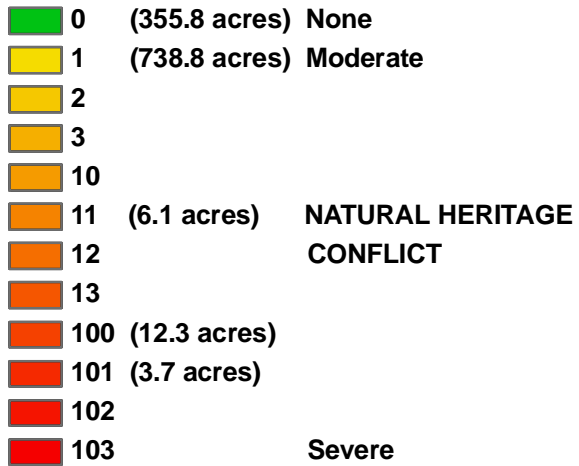 0 (355.8 acres) None
1 (738.8 acres) Moderate
2
3
10
11 (6.1 acres) NATURAL HERITAGE
12 CONFLICT
13
100 (12.3 acres)
101 (3.7 acres)
102
103 Severe